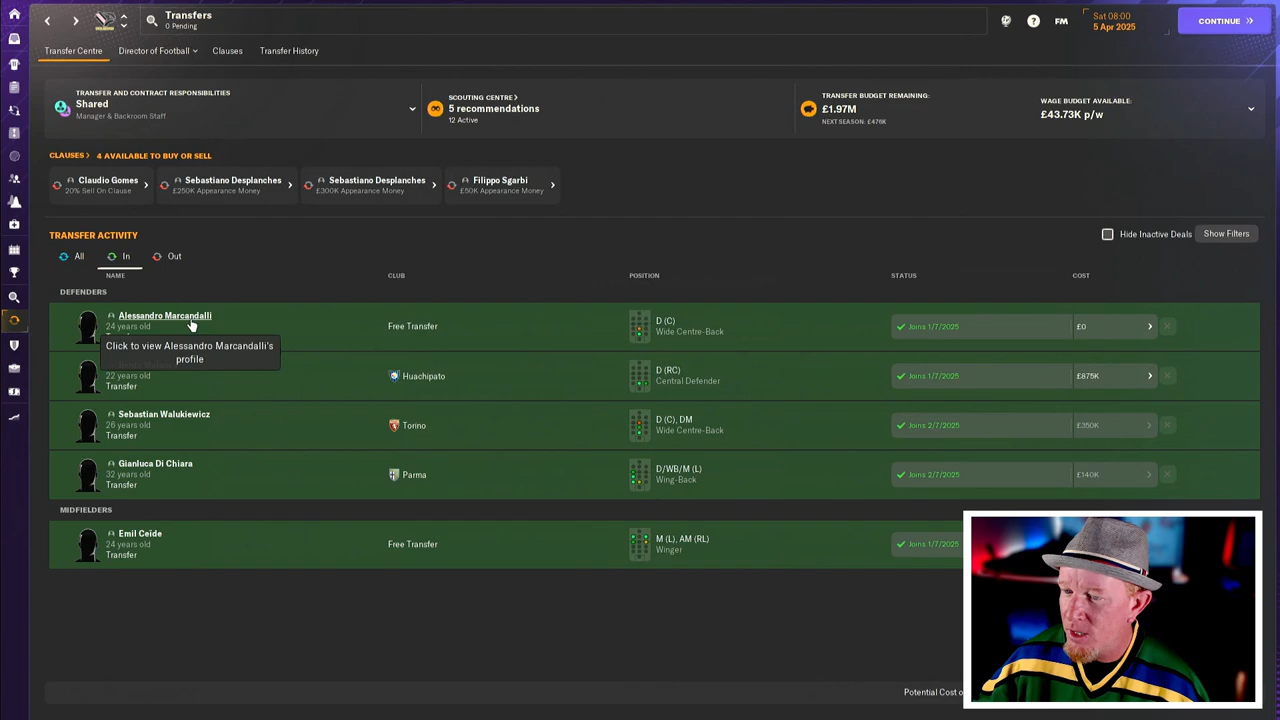 Transfers
0 Pending
FM
Sat 08:00
5 Apr 2025
CONTINUE
Transfer Centre
Director of Football
Clauses
Transfer History
TRANSFER AND CONTRACT RESPONSIBILITIES
Shared
Manager & Backroom Staff
SCOUTING CENTRE
5 recommendations
12 Active
TRANSFER BUDGET REMAINING:
£1.97M
NEXT SEASON: £476K
WAGE BUDGET AVAILABLE:
£43.73K p/w
CLAUSES 4 AVAILABLE TO BUY OR SELL
Claudio Gomes
20% Sell On Clause
Sebastiano Desplanches
£250K Appearance Money
Sebastiano Desplanches
£300K Appearance Money
Filippo Sgarbi
£50K Appearance Money
TRANSFER ACTIVITY
Hide Inactive Deals
Show Filters
All
In
Out
NAME
CLUB
POSITION
STATUS
COST
DEFENDERS
Alessandro Marcandalli
24 years old
Free Transfer
D (C)
Wide Centre-Back
Joins 1/7/2025
£0
Click to view Alessandro Marcandalli's
profile
22 years old
Transfer
Huachipato
D (RC)
Central Defender
Joins 1/7/2025
£875K
Sebastian Walukiewicz
26 years old
Transfer
Torino
D (C), DM
Wide Centre-Back
Joins 2/7/2025
£350K
Gianluca Di Chiara
32 years old
Transfer
Parma
D/WB/M (L)
Wing-Back
Joins 2/7/2025
£140K
MIDFIELDERS
Emil Ceïde
24 years old
Transfer
Free Transfer
M (L), AM (RL)
Winger
Joins 1/7/2025
Potential Cost o